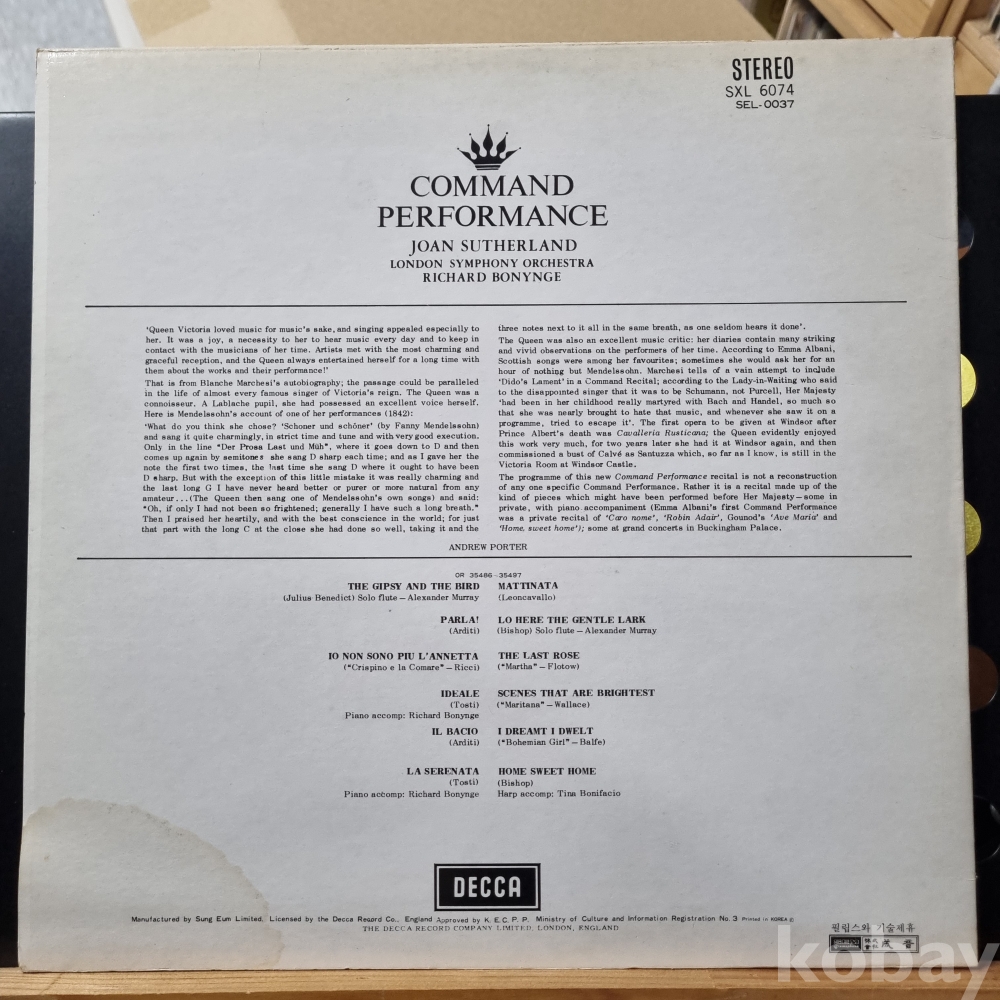 STEREO
SXL 6074
SEL-0037
COMMAND
PERFORMANCE
JOAN SUTHERLAND
LONDON SYMPHONY ORCHESTRA
RICHARD BONYNGE
'Queen Victoria loved music for music's sake, and singing appealed especially to
her. It was a joy, a necessity to her to hear music every day and to keep in
contact with the musicians of her time. Artists met with the most charming and
graceful reception, and the Queen always entertained herself for a long time with
them about the works and their performance!'
That is from Blanche Marchesi's autobiography; the passage could be paralleled
in the life of almost every famous singer of Victoria's reign. The Queen was a
connoisseur. A Lablache pupil, she had possessed an excellent voice herself.
Here is Mendelssohn's account of one of her performances (1842):
'What do you think she chose? 'Schoner und schöner' (by Fanny Mendelssohn)
and sang it quite charmingly, in strict time and tune and with very good execution.
Only in the line "Der Prosa Last und Müh", where it goes down to D and then
comes up again by semitones she sang D sharp each time; and as I gave her the
note the first two times, the last time she sang D where it ought to have been
D sharp. But with the exception of this little mistake it was really charming and
the last long G I have never heard better or purer or more natural from any
amateur...(The Queen then sang one of Mendelssohn's own songs) and said:
"Oh, if only I had not been so frightened; generally I have such a long breath."
Then I praised her heartily, and with the best conscience in the world; for just
that part with the long C at the close she had done so well, taking it and the
three notes next to it all in the same breath, as one seldom hears it done'.
The Queen was also an excellent music critic: her diaries contain many striking
and vivid observations on the performers of her time. According to Emma Albani,
Scottish songs were among her favourites; sometimes she would ask her for an
hour of nothing but Mendelssohn. Marchesi tells of a vain attempt to include
'Dido's Lament' in a Command Recital; according to the Lady-in-Waiting who said
to the disappointed singer that it was to be Schumann, not Purcell, Her Majesty
'had been in her childhood really martyred with Bach and Handel, so much so
that she was nearly brought to hate that music, and whenever she saw it on a
programme, tried to escape it'. The first opera to be given at Windsor after
Prince Albert's death was Cavalleria Rusticana; the Queen evidently enjoyed
this work very much, for two years later she had it at Windsor again, and then
commissioned a bust of Calvé as Santuzza which, so far as I know, is still in the
Victoria Room at Windsor Castle.
The programme of this new Command Performance recital is not a reconstruction
of any one specific Command Performance. Rather it is a recital made up of the
kind of pieces which might have been performed before Her Majesty—some in
private, with piano accompaniment (Emma Albani's first Command Performance
was a private recital of 'Caro nome', 'Robin Adair', Gounod's 'Ave Maria' and
'Home, sweet home'); some at grand concerts in Buckingham Palace.
ANDREW PORTER
OR 35486-35497
THE GIPSY AND THE BIRD
(Julius Benedict) Solo flute – Alexander Murray
PARLA!
(Arditi)
IO NON SONO PIU L'ANNETTA
("Crispino e la Comare" – Ricci)
IDEALE
(Tosti)
Piano accomp: Richard Bonynge
IL BACIO
(Arditi)
LA SERENATA
(Tosti)
Piano accomp: Richard Bonynge
MATTINATA
(Leoncavallo)
LO HERE THE GENTLE LARK
(Bishop) Solo flute – Alexander Murray
THE LAST ROSE
("Martha" – Flotow)
SCENES THAT ARE BRIGHTEST
("Maritana" – Wallace)
I DREAMT I DWELT
("Bohemian Girl" – Balfe)
HOME SWEET HOME
(Bishop)
Harp accomp: Tina Bonifacio
DECCA
Manufactured by Sung Eum Limited, Licensed by the Decca Record Co., England Approved by K. E. C. P. P. Ministry of Culture and Information Registration No. 3 Printed in KOREA
THE DECCA RECORD COMPANY LIMITED. LONDON, ENGLAND
필립스와 기술제휴
kobay